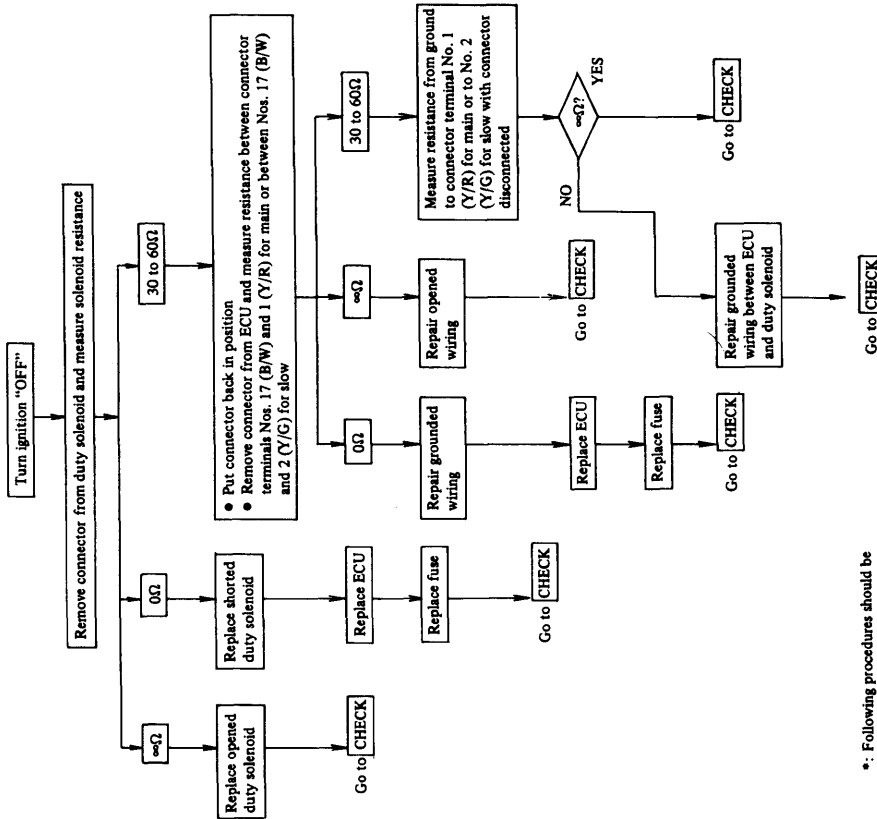 Turn ignition "OFF"
Remove connector from duty solenoid and measure solenoid resistance
∞Ω
Replace opened
duty solenoid
Go to CHECK
0Ω
Replace shorted
duty solenoid
Replace ECU
Replace fuse
Go to CHECK
30 to 60Ω
● Put connector back in position
● Remove connector from ECU and measure resistance between connector
terminals Nos. 17 (B/W) and 1 (Y/R) for main or between Nos. 17 (B/W)
and 2 (Y/G) for slow
0Ω
Repair grounded
wiring
Replace ECU
Replace fuse
Go to CHECK
∞Ω
Repair opened
wiring
Go to CHECK
30 to 60Ω
Measure resistance from ground
to connector terminal No. 1
(Y/R) for main or to No. 2
(Y/G) for slow with connector
disconnected
∞Ω?
NO
YES
Repair grounded
wiring between ECU
and duty solenoid
Go to CHECK
Go to CHECK
*: Following procedures should be